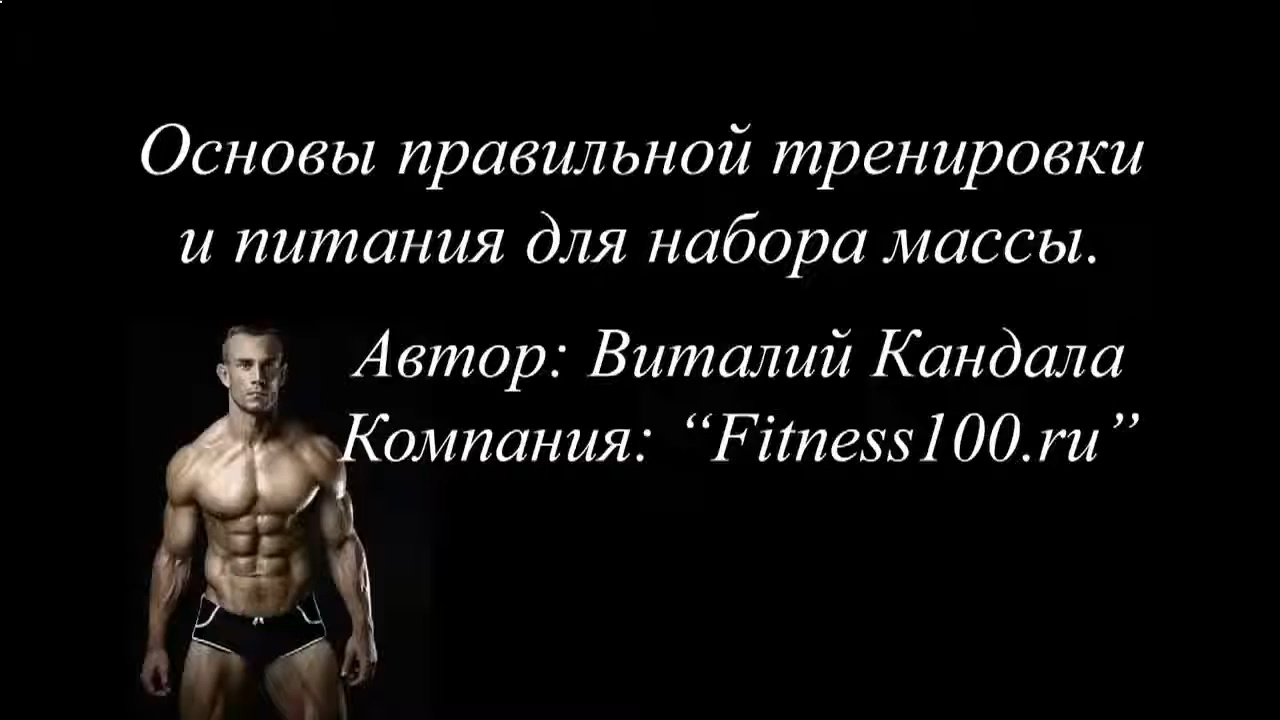 Основы правильной тренировки
и питания для набора массы.
Автор: Виталий Кандала
Компания: “Fitness100.ru”